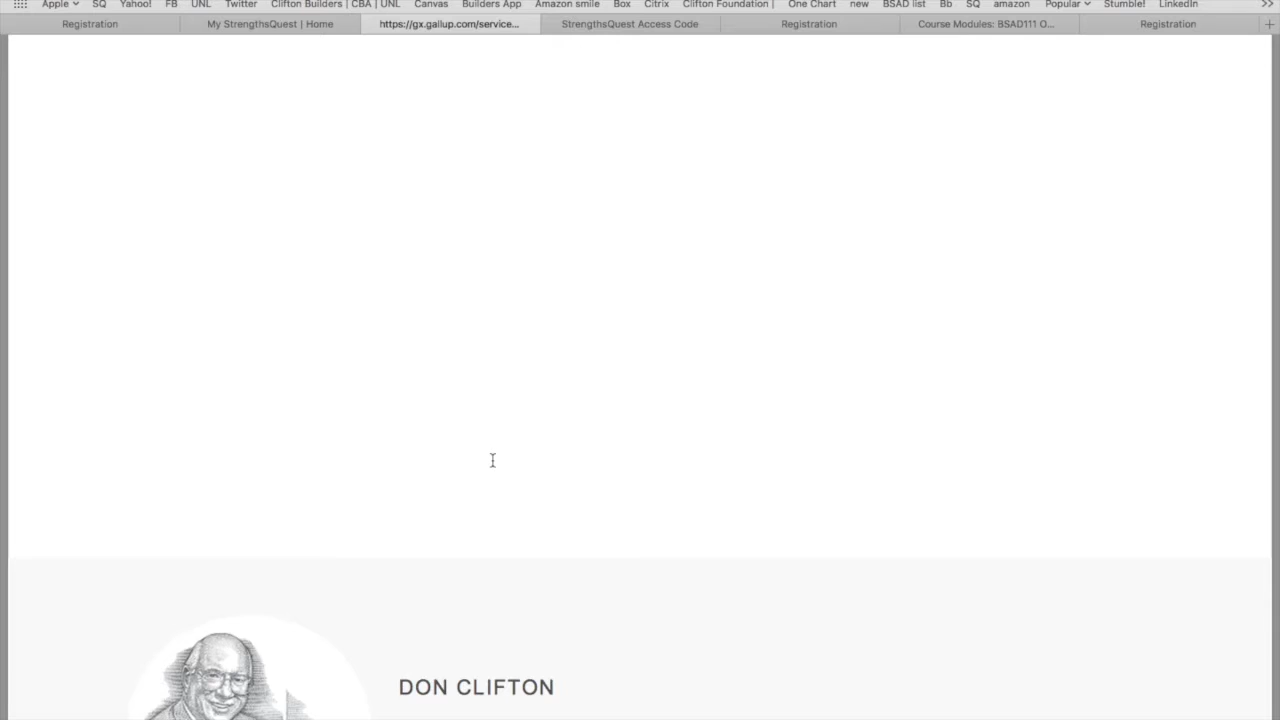 Apple SQ Yahoo! FB UNL Twitter Clifton Builders | CBA | UNL Canvas Builders App Amazon smile Box Citrix Clifton Foundation | One Chart new BSAD list Bb SQ amazon Popular Stumble! LinkedIn >>
Registration My StrengthsQuest | Home https://gx.gallup.com/service... StrengthsQuest Access Code Registration Course Modules: BSAD111 O... Registration +
DON CLIFTON